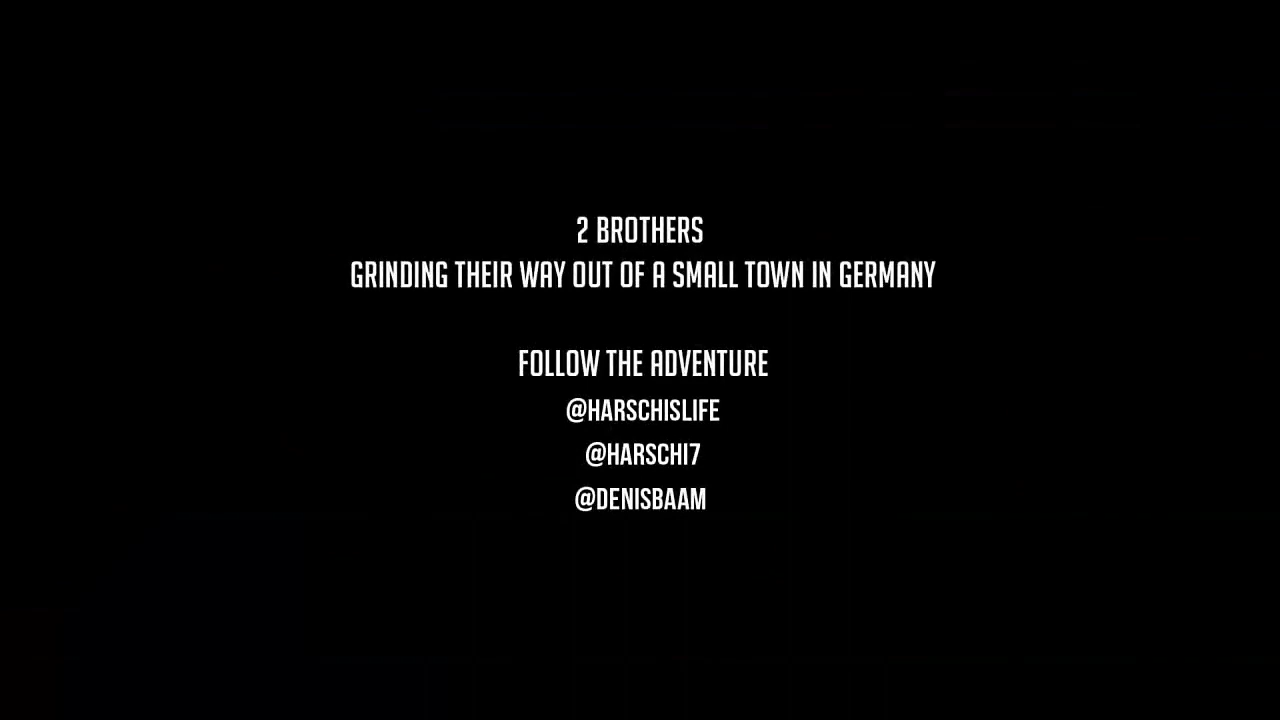 2 BROTHERS
GRINDING THEIR WAY OUT OF A SMALL TOWN IN GERMANY
FOLLOW THE ADVENTURE
@HARSCHISLIFE
@HARSCHI7
@DENISBAAM